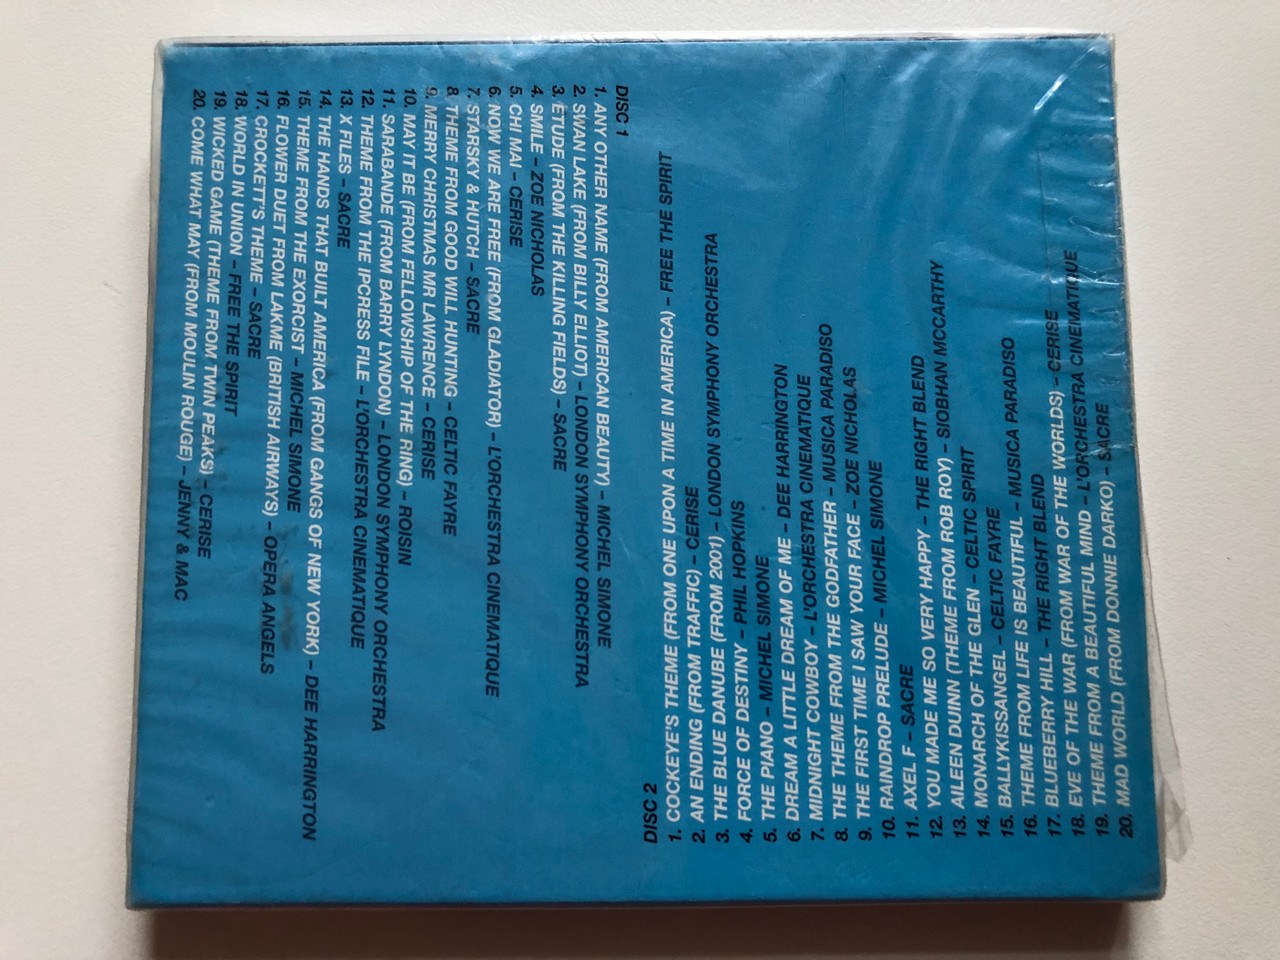 DISC 1
1. ANY OTHER NAME (FROM AMERICAN BEAUTY) – MICHEL SIMONE
2. SWAN LAKE (FROM BILLY ELLIOT) – LONDON SYMPHONY ORCHESTRA
3. ETUDE (FROM THE KILLING FIELDS) – SACRE
4. SMILE – ZOE NICHOLAS
5. CHI MAI – CERISE
6. NOW WE ARE FREE (FROM GLADIATOR) – L'ORCHESTRA CINEMATIQUE
7. STARSKY & HUTCH – SACRE
8. THEME FROM GOOD WILL HUNTING – CELTIC FAYRE
9. MERRY CHRISTMAS MR LAWRENCE – CERISE
10. MAY IT BE (FROM FELLOWSHIP OF THE RING) – ROISIN
11. SARABANDE (FROM BARRY LYNDON) – LONDON SYMPHONY ORCHESTRA
12. THEME FROM THE IPCRESS FILE – L'ORCHESTRA CINEMATIQUE
13. X FILES – SACRE
14. THE HANDS THAT BUILT AMERICA (FROM GANGS OF NEW YORK) – DEE HARRINGTON
15. THEME FROM THE EXORCIST – MICHEL SIMONE
16. FLOWER DUET FROM LAKME (BRITISH AIRWAYS) – OPERA ANGELS
17. CROCKETT'S THEME – SACRE
18. WORLD IN UNION – FREE THE SPIRIT
19. WICKED GAME (THEME FROM TWIN PEAKS) – CERISE
20. COME WHAT MAY (FROM MOULIN ROUGE) – JENNY & MAC
DISC 2
1. COCKEYE'S THEME (FROM ONE UPON A TIME IN AMERICA) – FREE THE SPIRIT
2. AN ENDING (FROM TRAFFIC) – CERISE
3. THE BLUE DANUBE (FROM 2001) – LONDON SYMPHONY ORCHESTRA
4. FORCE OF DESTINY – PHIL HOPKINS
5. THE PIANO – MICHEL SIMONE
6. DREAM A LITTLE DREAM OF ME – DEE HARRINGTON
7. MIDNIGHT COWBOY – L'ORCHESTRA CINEMATIQUE
8. THE THEME FROM THE GODFATHER – MUSICA PARADISO
9. THE FIRST TIME I SAW YOUR FACE – ZOE NICHOLAS
10. RAINDROP PRELUDE – MICHEL SIMONE
11. AXEL F – SACRE
12. YOU MADE ME SO VERY HAPPY – THE RIGHT BLEND
13. AILEEN DUINN (THEME FROM ROB ROY) – SIOBHAN MCCARTHY
14. MONARCH OF THE GLEN – CELTIC SPIRIT
15. BALLYKISSANGEL – CELTIC FAYRE
16. THEME FROM LIFE IS BEAUTIFUL – MUSICA PARADISO
17. BLUEBERRY HILL – THE RIGHT BLEND
18. EVE OF THE WAR (FROM WAR OF THE WORLDS) – CERISE
19. THEME FROM A BEAUTIFUL MIND – L'ORCHESTRA CINEMATIQUE
20. MAD WORLD (FROM DONNIE DARKO) – SACRE